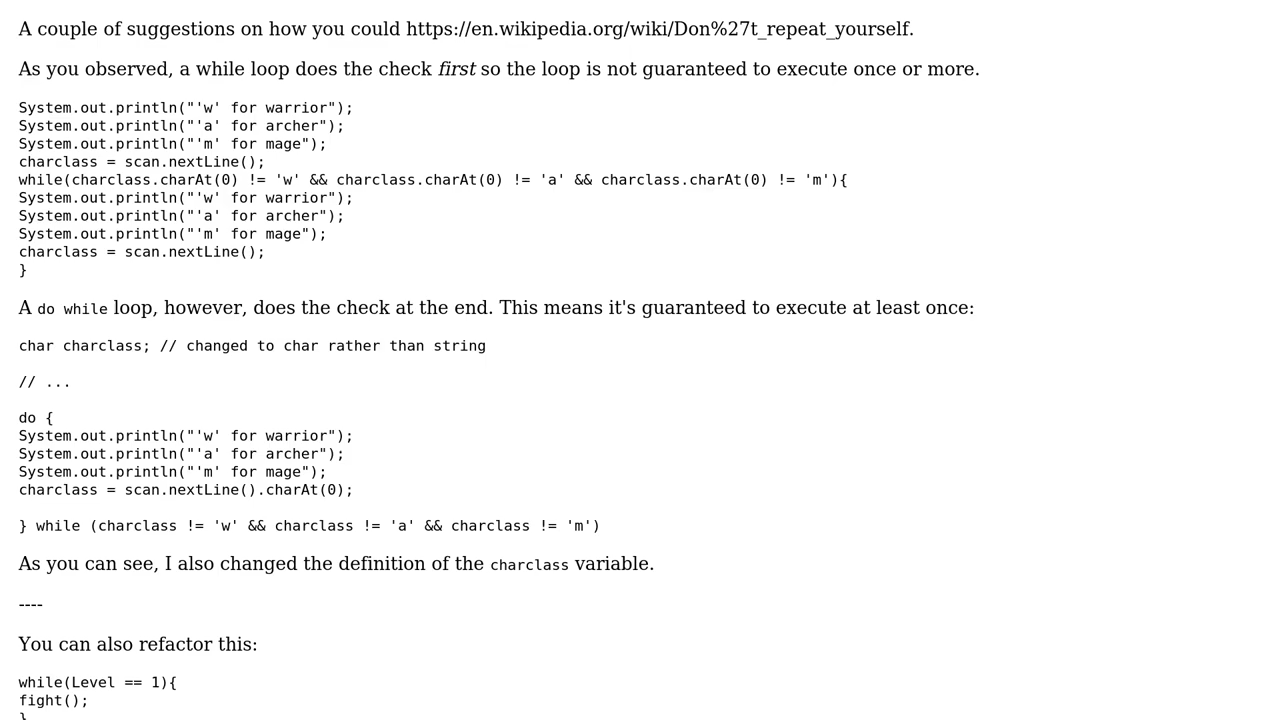 A couple of suggestions on how you could https://en.wikipedia.org/wiki/Don%27t_repeat_yourself.
As you observed, a while loop does the check first so the loop is not guaranteed to execute once or more.
System.out.println("'w' for warrior");
System.out.println("'a' for archer");
System.out.println("'m' for mage");
charclass = scan.nextLine();
while(charclass.charAt(0) != 'w' && charclass.charAt(0) != 'a' && charclass.charAt(0) != 'm'){
System.out.println("'w' for warrior");
System.out.println("'a' for archer");
System.out.println("'m' for mage");
charclass = scan.nextLine();
}
A do while loop, however, does the check at the end. This means it's guaranteed to execute at least once:
char charclass; // changed to char rather than string
// ...
do {
System.out.println("'w' for warrior");
System.out.println("'a' for archer");
System.out.println("'m' for mage");
charclass = scan.nextLine().charAt(0);
} while (charclass != 'w' && charclass != 'a' && charclass != 'm')
As you can see, I also changed the definition of the charclass variable.
----
You can also refactor this:
while(Level == 1){
fight();
}